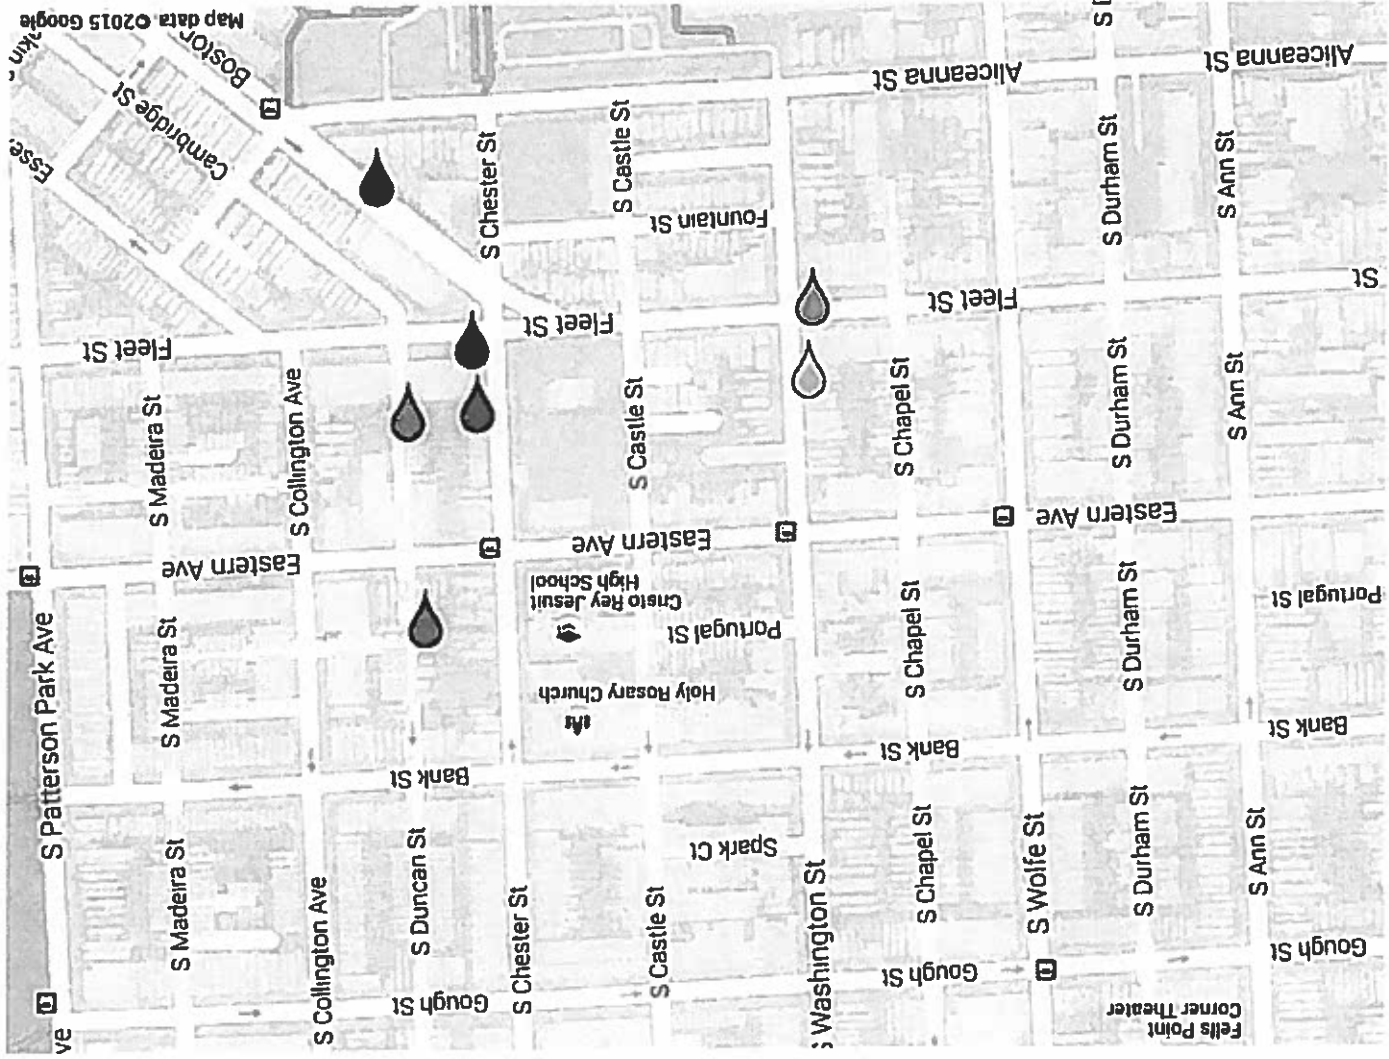 Fells Point
Corner Theater
Gough St
Gough St
Gough St
S Ann St
S Durham St
S Wolfe St
S Chapel St
S Washington St
S Castle St
S Chester St
S Duncan St
S Collington Ave
S Madeira St
S Patterson Park Ave
ve
Spark Ct
Bank St
Bank St
Bank St
Holy Rosary Church
S Durham St
S Chapel St
S Madeira St
Portugal St
Portugal St
Cristo Rey Jesuit
High School
Eastern Ave
Eastern Ave
Eastern Ave
S Ann St
S Durham St
S Chapel St
S Castle St
S Collington Ave
S Madeira St
Fleet St
Fleet St
Fleet St
St
S Ann St
S Durham St
Fountain St
S Castle St
S Chester St
Cambridge St
Esse
Aliceanna St
Aliceanna St
Boston
kin
S D
Map data ©2015 Google